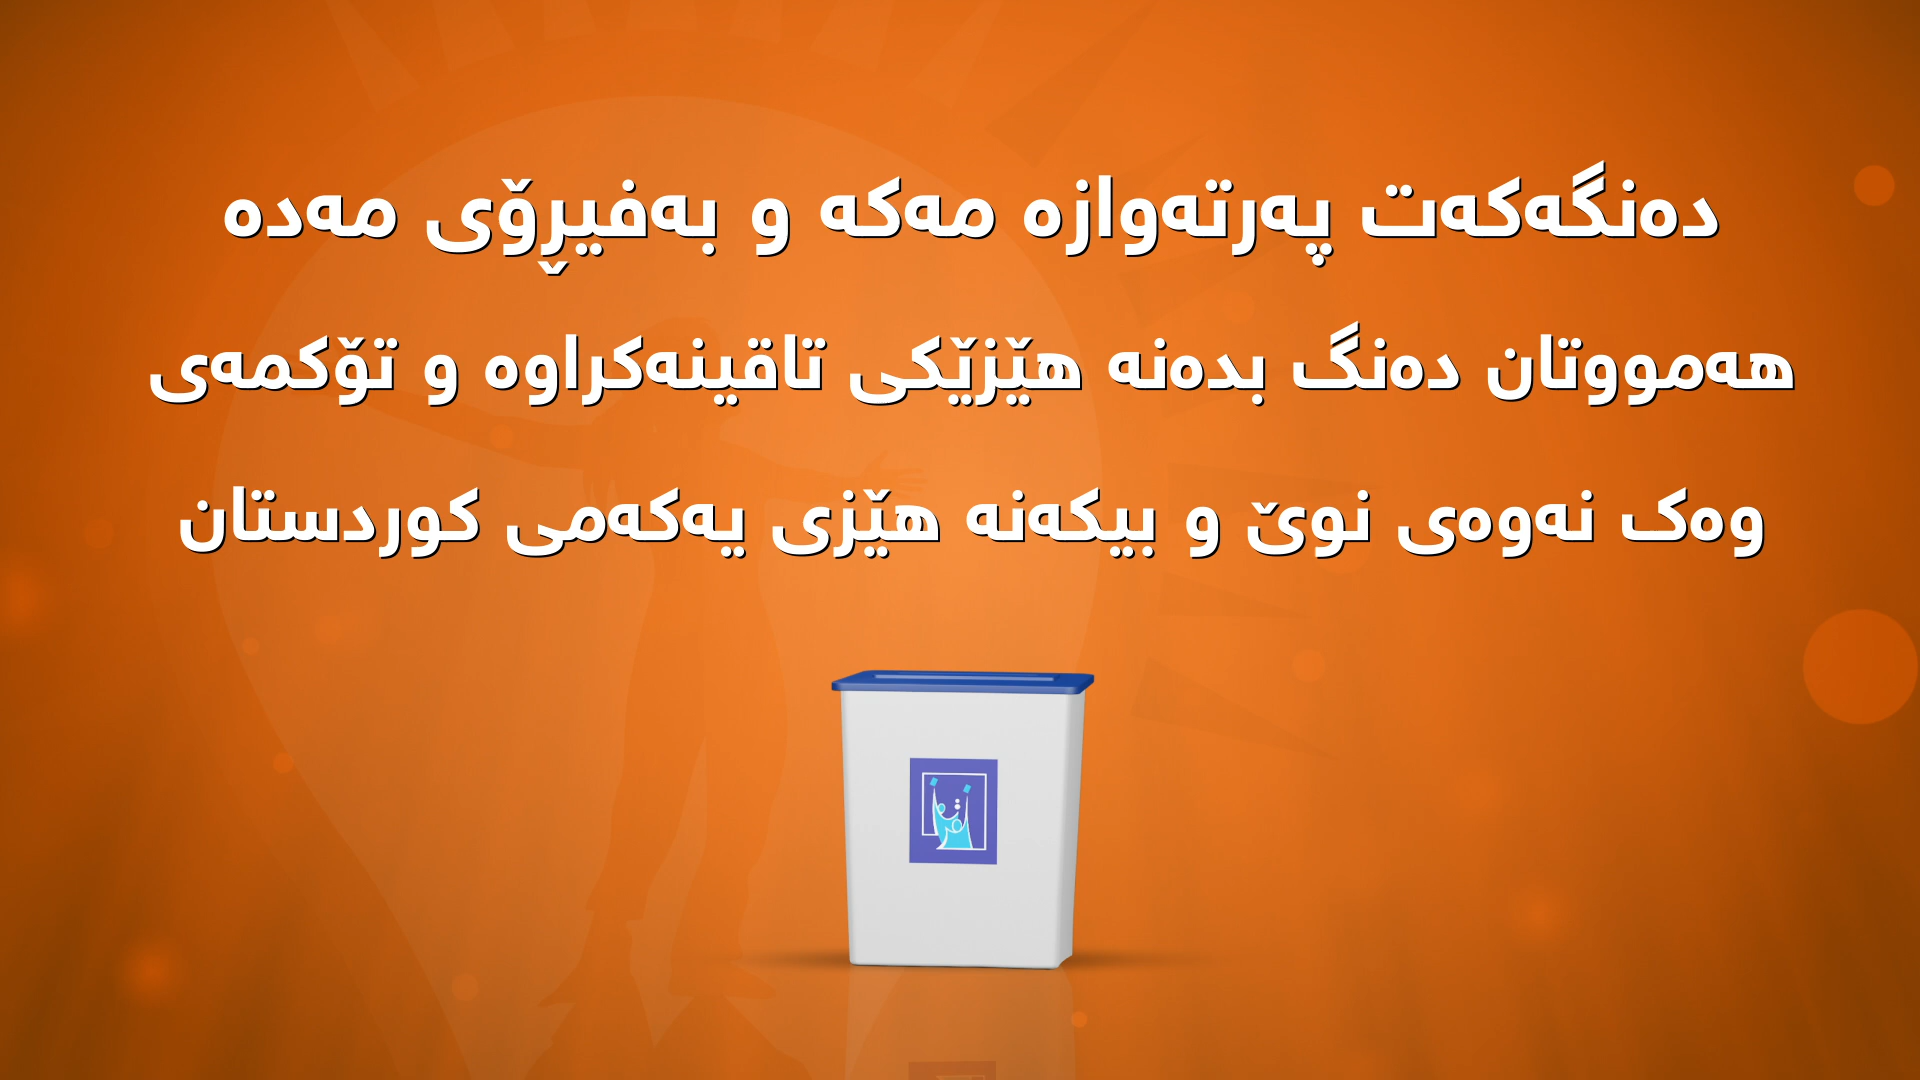 دەنگەکەت پەرتەوازە مەکە و بەفیڕۆی مەدە
هەمووتان دەنگ بدەنە هێزێکی تاقینەکراوە و تۆکمەی
وەک نەوەی نوێ و بیکەنە هێزی یەکەمی کوردستان